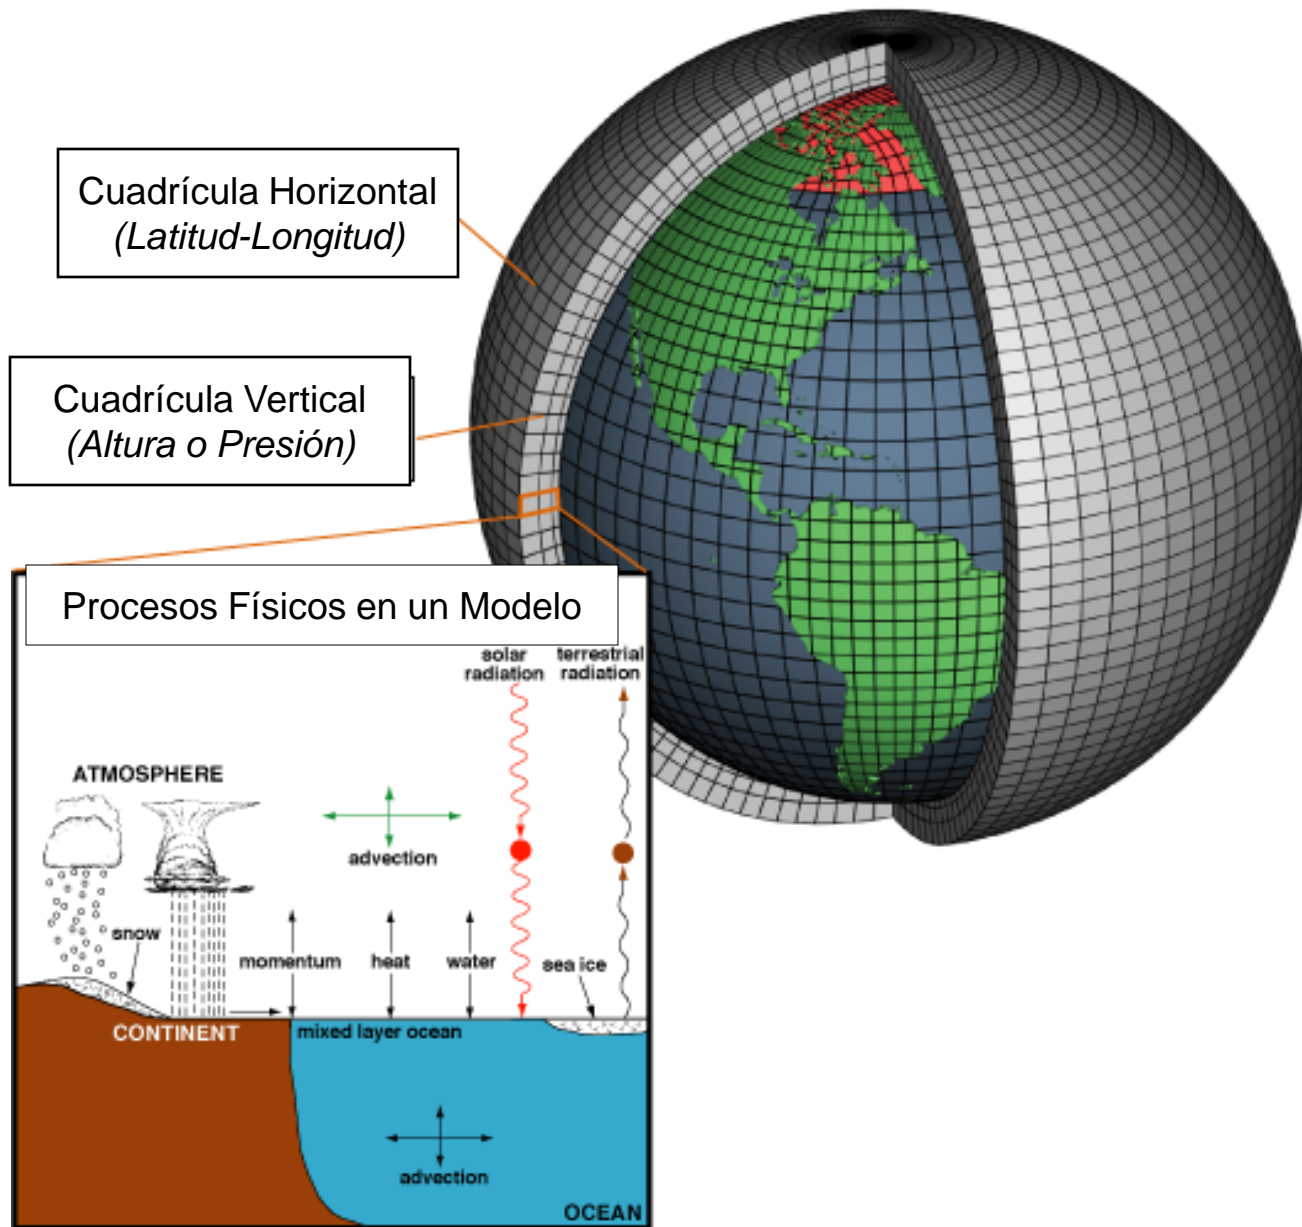 Cuadrícula Horizontal
(Latitud-Longitud)
Cuadrícula Vertical
(Altura o Presión)
Procesos Físicos en un Modelo
solar
radiation
terrestrial
radiation
ATMOSPHERE
advection
snow
momentum
heat
water
sea ice
CONTINENT
mixed layer ocean
advection
OCEAN